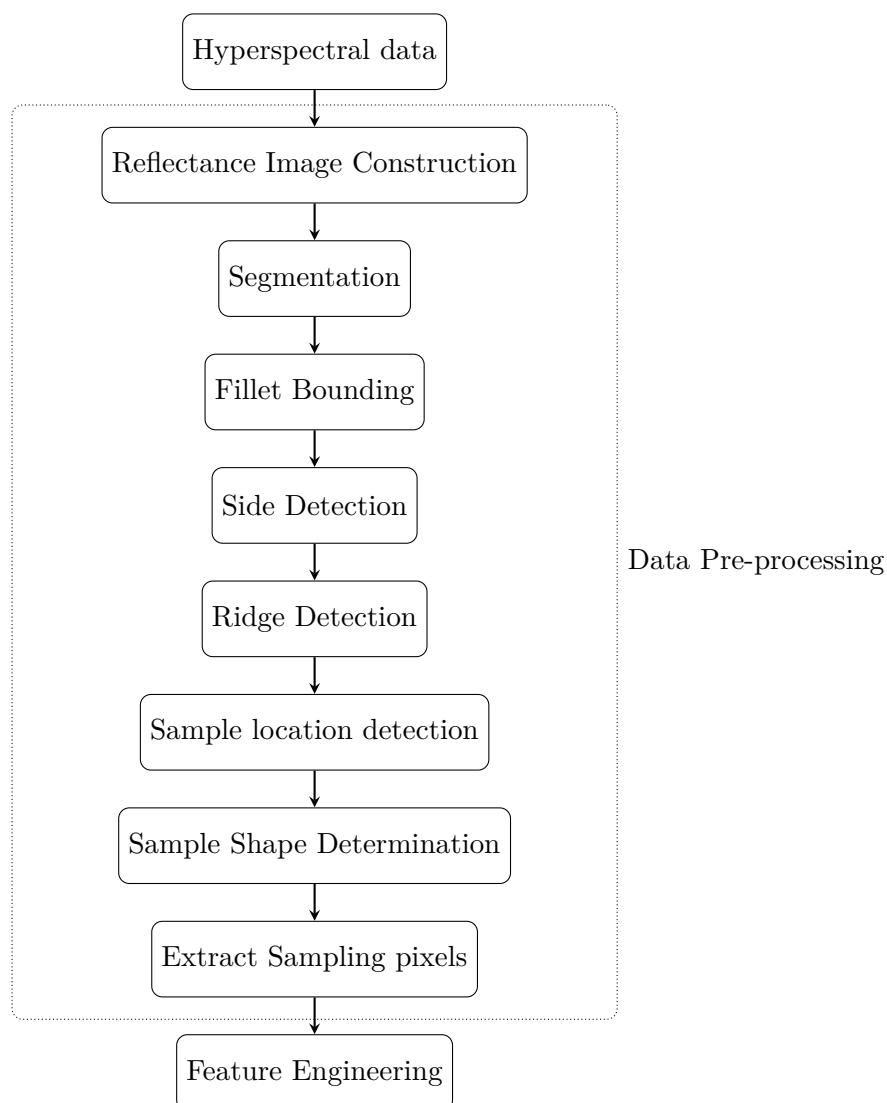 Hyperspectral data
Reflectance Image Construction
Segmentation
Fillet Bounding
Side Detection
Data Pre-processing
Ridge Detection
Sample location detection
Sample Shape Determination
Extract Sampling pixels
Feature Engineering